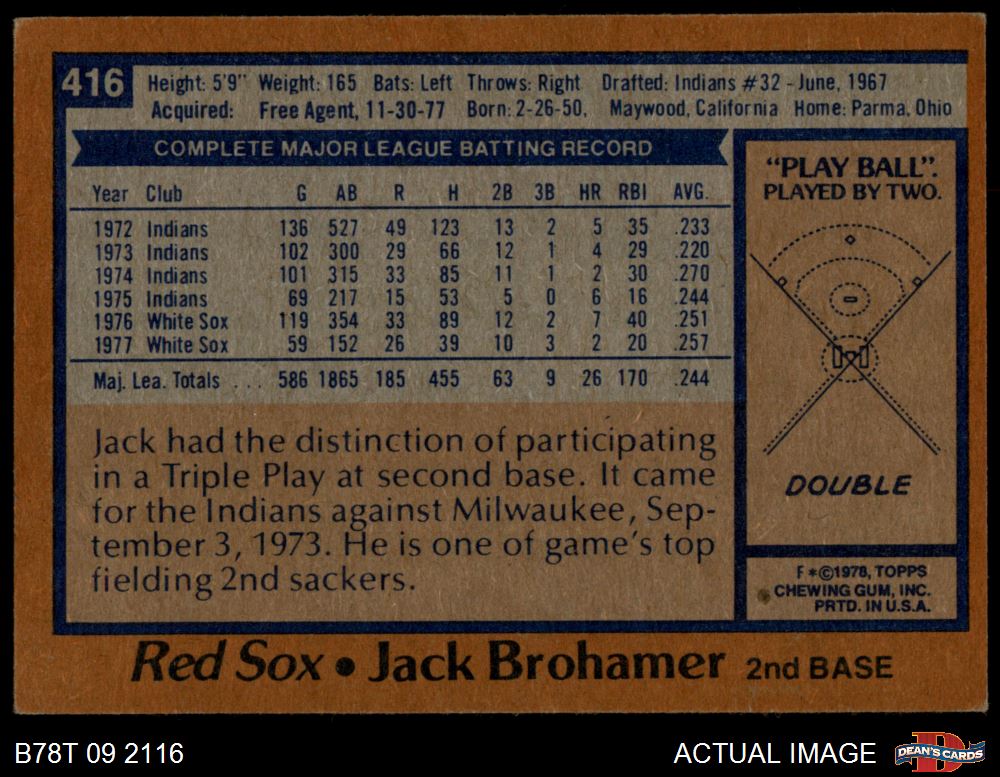 416
Height: 5'9" Weight: 165 Bats: Left Throws: Right Drafted: Indians #32 - June, 1967
Acquired: Free Agent, 11-30-77 Born: 2-26-50, Maywood, California Home: Parma, Ohio
COMPLETE MAJOR LEAGUE BATTING RECORD
Year Club G AB R H 2B 3B HR RBI AVG.
1972 Indians 136 527 49 123 13 2 5 35 .233
1973 Indians 102 300 29 66 12 1 4 29 .220
1974 Indians 101 315 33 85 11 1 2 30 .270
1975 Indians 69 217 15 53 5 0 6 16 .244
1976 White Sox 119 354 33 89 12 2 7 40 .251
1977 White Sox 59 152 26 39 10 3 2 20 .257
Maj. Lea. Totals . . . 586 1865 185 455 63 9 26 170 .244
Jack had the distinction of participating
in a Triple Play at second base. It came
for the Indians against Milwaukee, Sep-
tember 3, 1973. He is one of game's top
fielding 2nd sackers.
"PLAY BALL".
PLAYED BY TWO.
DOUBLE
F *©1978, TOPPS
CHEWING GUM, INC.
PRTD. IN U.S.A.
Red Sox • Jack Brohamer 2nd BASE
B78T 09 2116
ACTUAL IMAGE
D
DEAN'S CARDS